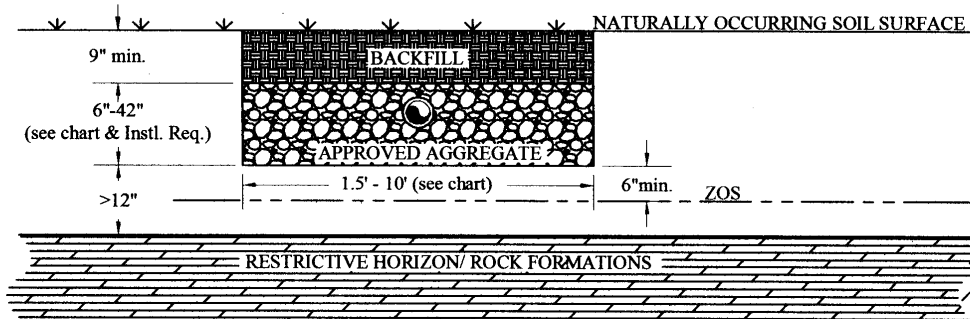 NATURALLY OCCURRING SOIL SURFACE
9" min.
BACKFILL
6"-42"
(see chart & Instl. Req.)
APPROVED AGGREGATE
1.5' - 10' (see chart)
6"min.
>12"
ZOS
RESTRICTIVE HORIZON/ ROCK FORMATIONS